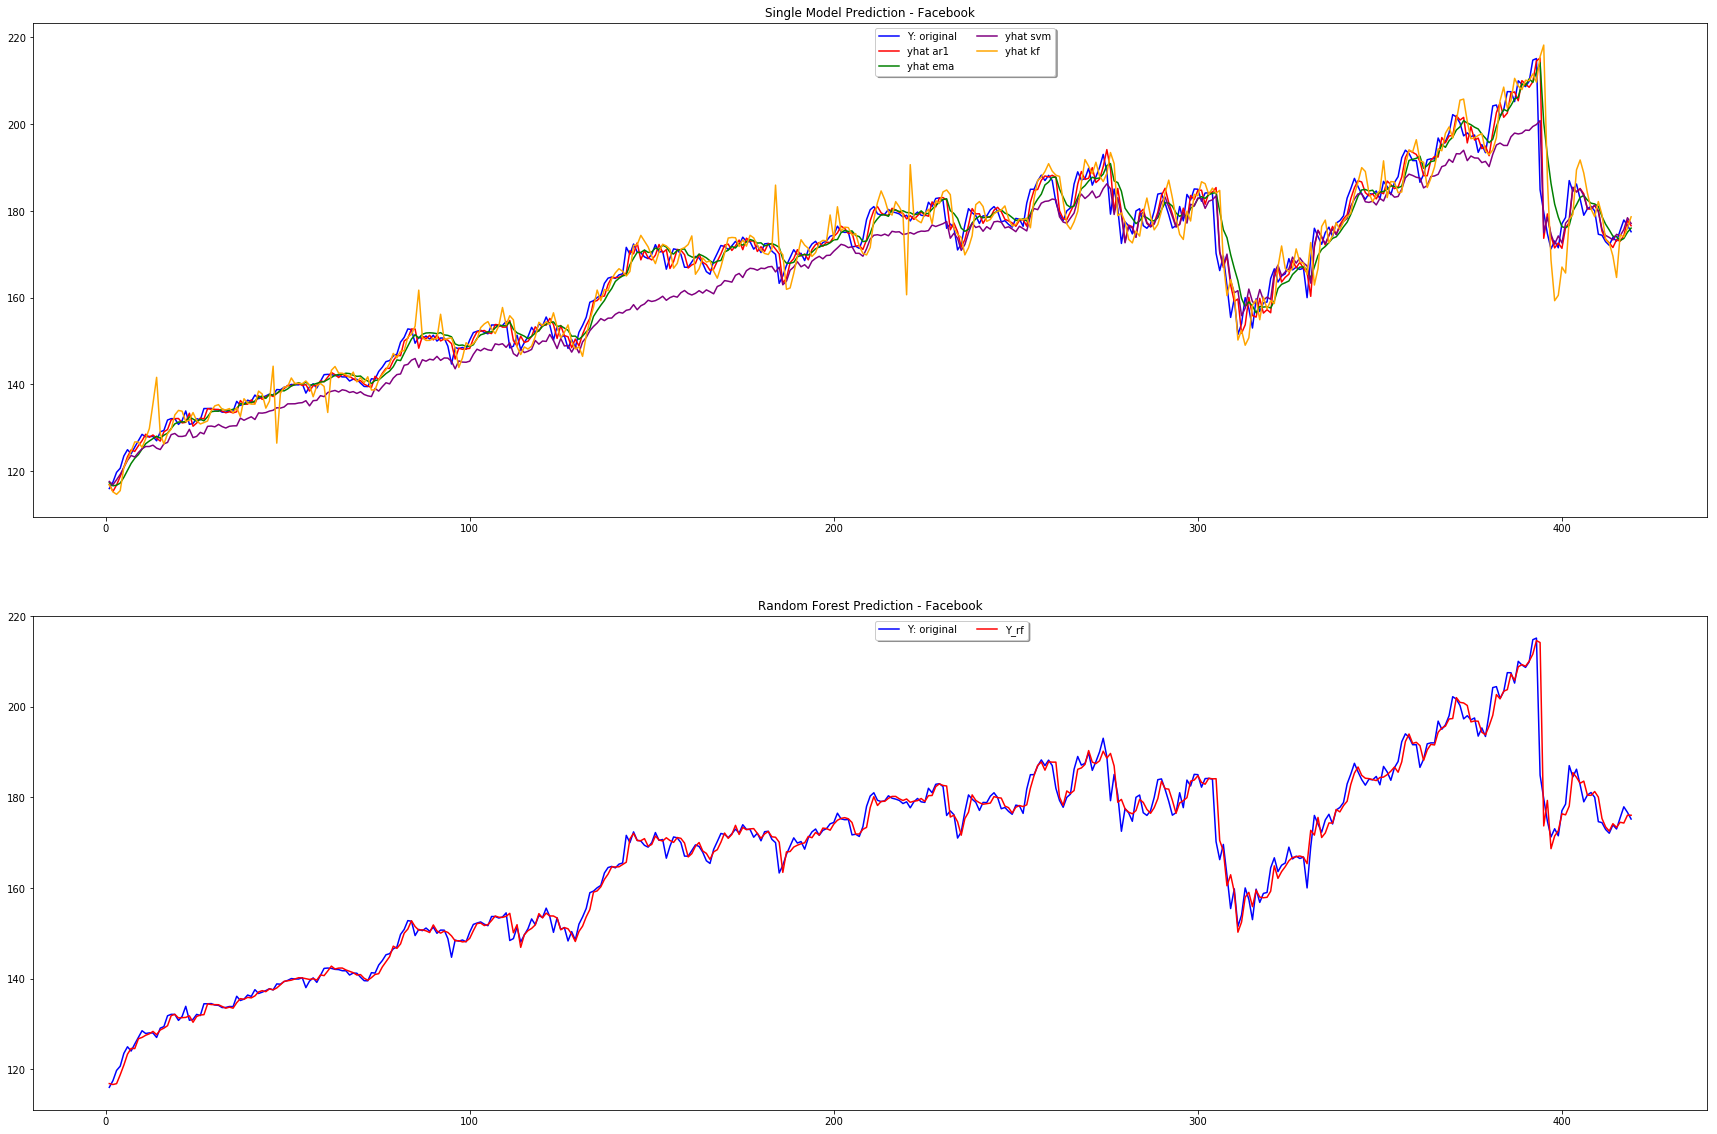 Single Model Prediction - Facebook
Y: original yhat svm
yhat ar1 yhat kf
yhat ema
220
200
180
160
140
120
0 100 200 300 400
Random Forest Prediction - Facebook
Y: original Y_rf
220
200
180
160
140
120
0 100 200 300 400